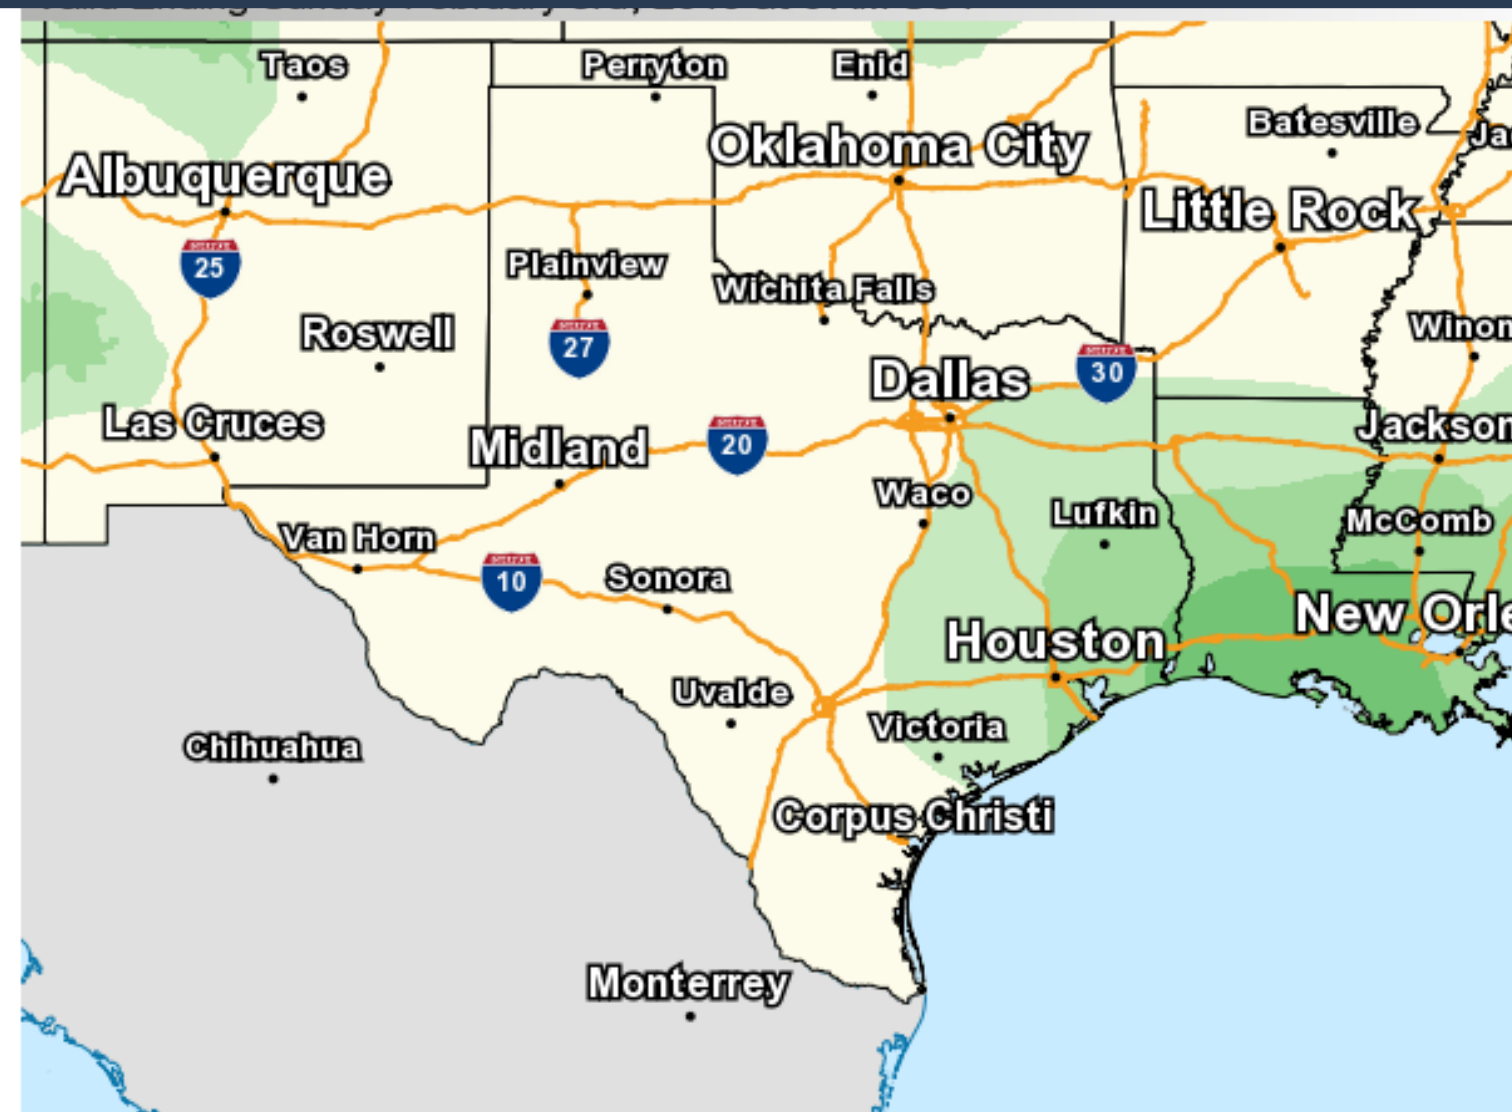 Taos
Perryton
Enid
Batesville
Oklahoma City
Albuquerque
Little Rock
25
Plainview
Wichita Falls
Roswell
27
Winon
Dallas
30
Las Cruces
Midland
20
Jackson
Waco
Lufkin
McComb
Van Horn
10
Sonora
New Orle
Houston
Uvalde
Victoria
Chihuahua
Corpus Christi
Monterrey